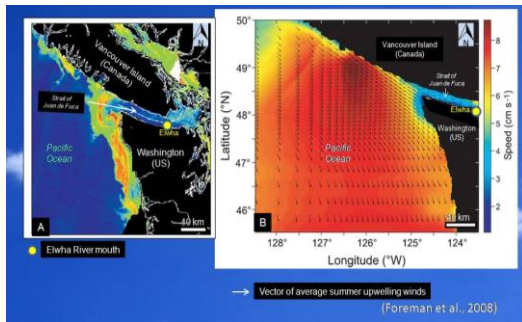 N
Vancouver Island
(Canada)
Strait of
Juan de Fuca
Elwha
Pacific
Ocean
Washington
(US)
A
40 km
Elwha River mouth
50°
49°
48°
47°
46°
Latitude (°N)
N
Vancouver Island
(Canada)
Strait of
Juan de Fuca
Elwha
Washington
(US)
Pacific
Ocean
B
40 km
128° 127° 126° 125° 124°
Longitude (°W)
8
7
6
5
4
3
2
1
Speed (cm s⁻¹)
Vector of average summer upwelling winds
(Foreman et al., 2008)